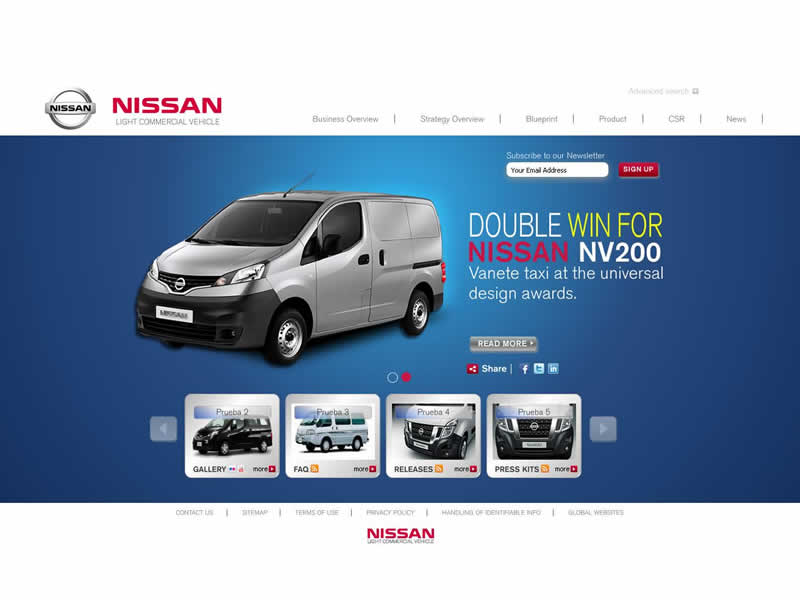 Advanced search
NISSAN
NISSAN
LIGHT COMMERCIAL VEHICLE
Business Overview | Strategy Overview | Blueprint | Product | CSR | News |
Subscribe to our Newsletter
Your Email Address
SIGN UP
DOUBLE WIN FOR
NISSAN NV200
Vanete taxi at the universal
design awards.
NISSAN
READ MORE
Share |
Prueba 2
GALLERY more
Prueba 3
FAQ more
Prueba 4
RELEASES more
Prueba 5
PRESS KITS more
CONTACT US | SITEMAP | TERMS OF USE | PRIVACY POLICY | HANDLING OF IDENTIFIABLE INFO | GLOBAL WEBSITES
NISSAN
LIGHT COMMERCIAL VEHICLE